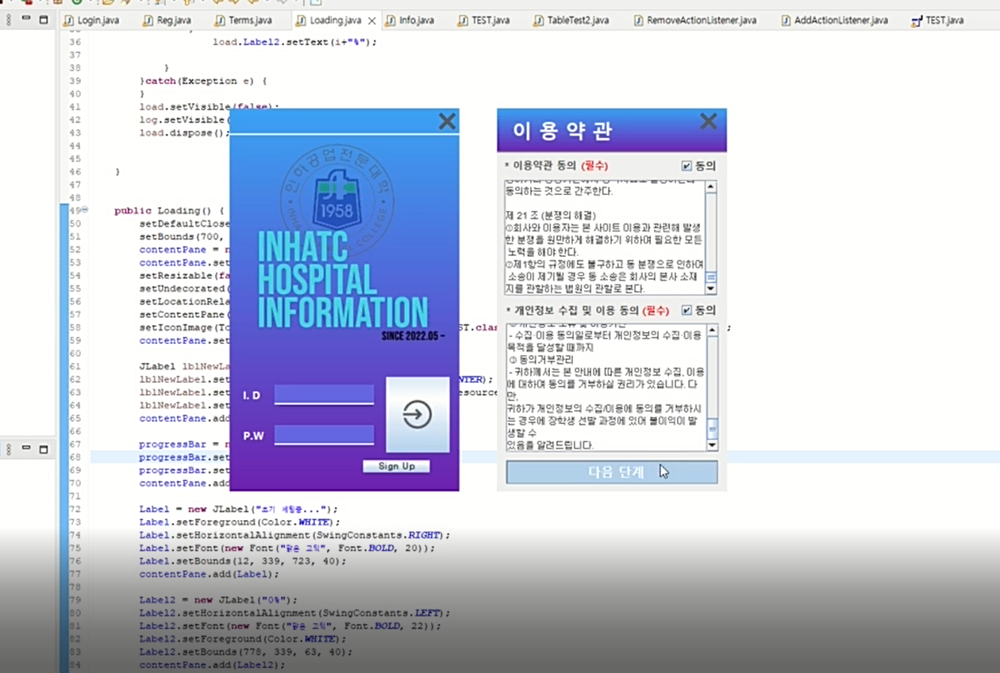 Login.java
Reg.java
Terms.java
Loading.java
Info.java
TEST.java
TableTest2.java
RemoveActionListener.java
AddActionListener.java
TEST.java
36 load.Label2.setText(i+"%");
37
38 }
39 }catch(Exception e) {
40 }
41 load.setVisible(false);
42 log.setVisible(
43 load.dispose();
44
45
46 }
47
48
49 public Loading() {
50 setDefaultClose
51 setBounds(700,
52 contentPane = n
53 contentPane.set
54 setResizable(fa
55 setUndecorated(
56 setLocationRela
57 setContentPane(
58 setIconImage(To ST.clas ;
59 contentPane.set
60
61 JLabel lblNewLa
62 lblNewLabel.set NTER);
63 lblNewLabel.set esource
64 lblNewLabel.set
65 contentPane.add
66
67 progressBar = n
68 progressBar.set
69 progressBar.set
70 contentPane.add
71
72 Label = new JLabel("초기 세팅중...");
73 Label.setForeground(Color.WHITE);
74 Label.setHorizontalAlignment(SwingConstants.RIGHT);
75 Label.setFont(new Font("맑은 고딕", Font.BOLD, 20));
76 Label.setBounds(12, 339, 723, 40);
77 contentPane.add(Label);
78
79 Label2 = new JLabel("0%");
80 Label2.setHorizontalAlignment(SwingConstants.LEFT);
81 Label2.setFont(new Font("맑은 고딕", Font.BOLD, 22));
82 Label2.setForeground(Color.WHITE);
83 Label2.setBounds(778, 339, 63, 40);
84 contentPane.add(Label2);
인하공업전문대학
1958
INHATC
HOSPITAL
INFORMATION
SINCE 2022.05 ~
I. D
P.W
Sign Up
이용약관
* 이용약관 동의 (필수) 동의
동의하는 것으로 간주한다.
제 21 조 (분쟁의 해결)
①회사와 이용자는 본 사이트 이용과 관련해 발생
한 분쟁을 원만하게 해결하기 위하여 필요한 모든
노력을 해야 한다.
②제1항의 규정에도 불구하고 동 분쟁으로 인하여
소송이 제기될 경우 동 소송은 회사의 본사 소재
지를 관할하는 법원의 관할로 본다.
* 개인정보 수집 및 이용 동의 (필수) 동의
- 수집·이용 동의일로부터 개인정보의 수집·이용
목적을 달성할 때까지
동의거부관리
- 귀하께서는 본 안내에 따른 개인정보 수집, 이용
에 대하여 동의를 거부하실 권리가 있습니다. 다
만,
귀하가 개인정보의 수집/이용에 동의를 거부하시
는 경우에 장학생 선발 과정에 있어 불이익이 발
생할 수
있음을 알려드립니다.
다음 단계